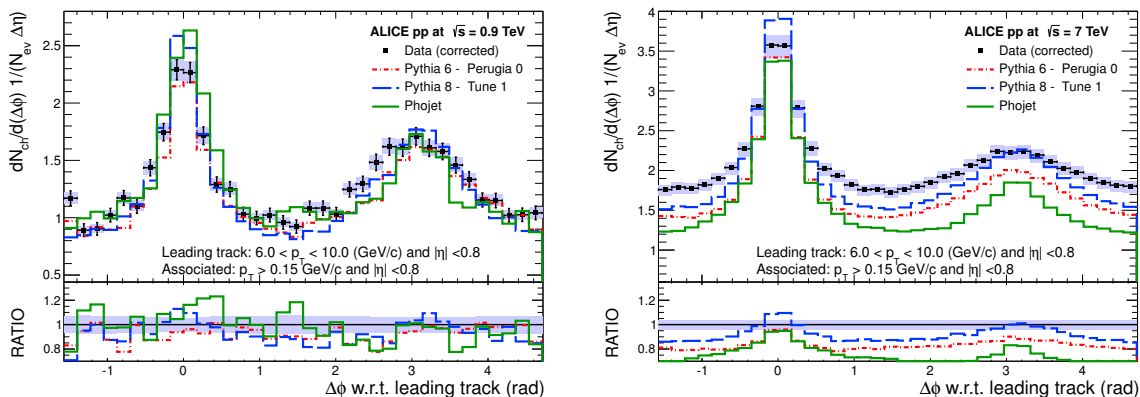 ALICE pp at √s = 0.9 TeV
Data (corrected)
Pythia 6 - Perugia 0
Pythia 8 - Tune 1
Phojet
dN_ch/d(Δϕ) 1/(N_ev Δη)
2.5
2
1.5
1
0.5
Leading track: 6.0 < p_T < 10.0 (GeV/c) and |η| <0.8
Associated: p_T > 0.15 GeV/c and |η| <0.8
RATIO
1.2
1
0.8
-1 0 1 2 3 4
Δϕ w.r.t. leading track (rad)
ALICE pp at √s = 7 TeV
Data (corrected)
Pythia 6 - Perugia 0
Pythia 8 - Tune 1
Phojet
dN_ch/d(Δϕ) 1/(N_ev Δη)
4
3.5
3
2.5
2
1.5
1
Leading track: 6.0 < p_T < 10.0 (GeV/c) and |η| <0.8
Associated: p_T > 0.15 GeV/c and |η| <0.8
RATIO
1.2
1
0.8
-1 0 1 2 3 4
Δϕ w.r.t. leading track (rad)